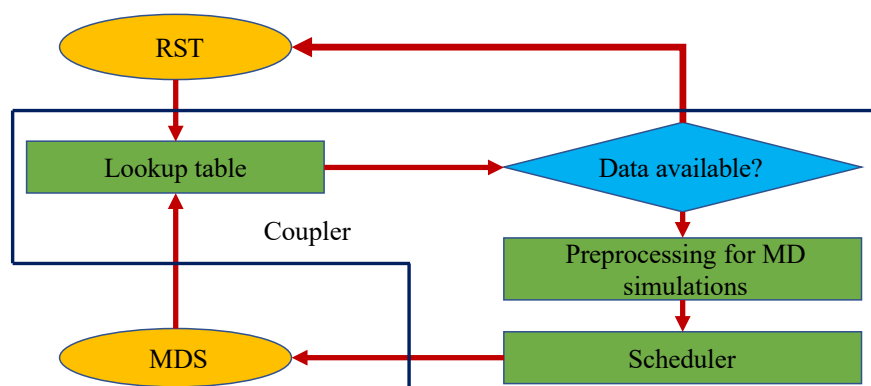 RST
Lookup table
Data available?
Coupler
Preprocessing for MD
simulations
MDS
Scheduler